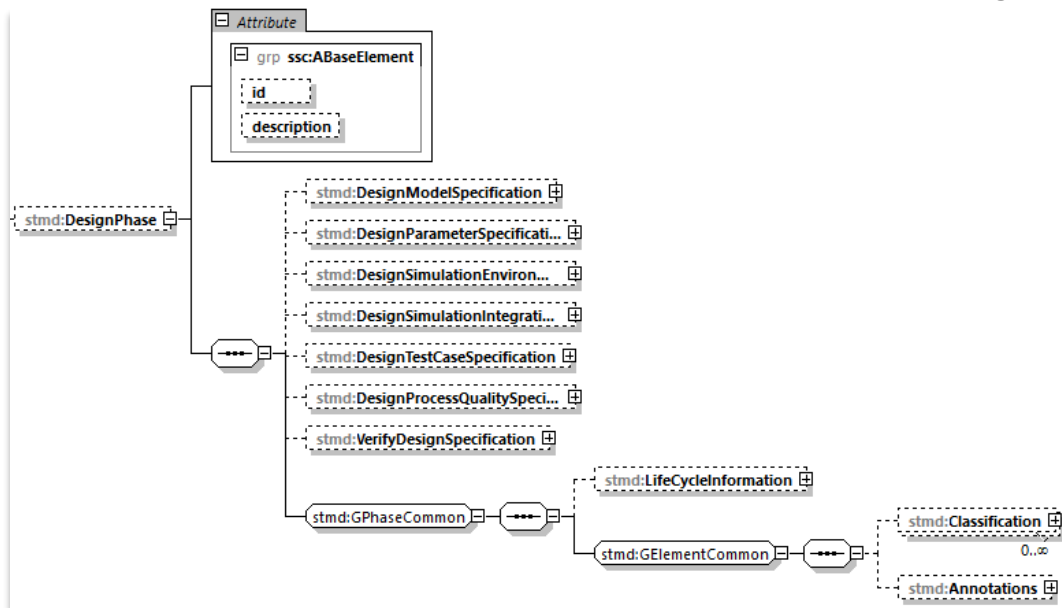 Attribute
grp ssc:ABaseElement
id
description
stmd:DesignPhase
stmd:DesignModelSpecification
stmd:DesignParameterSpecificati...
stmd:DesignSimulationEnviron...
stmd:DesignSimulationIntegrati...
stmd:DesignTestCaseSpecification
stmd:DesignProcessQualitySpeci...
stmd:VerifyDesignSpecification
stmd:LifeCycleInformation
stmd:GPhaseCommon
stmd:Classification
0..∞
stmd:GElementCommon
stmd:Annotations